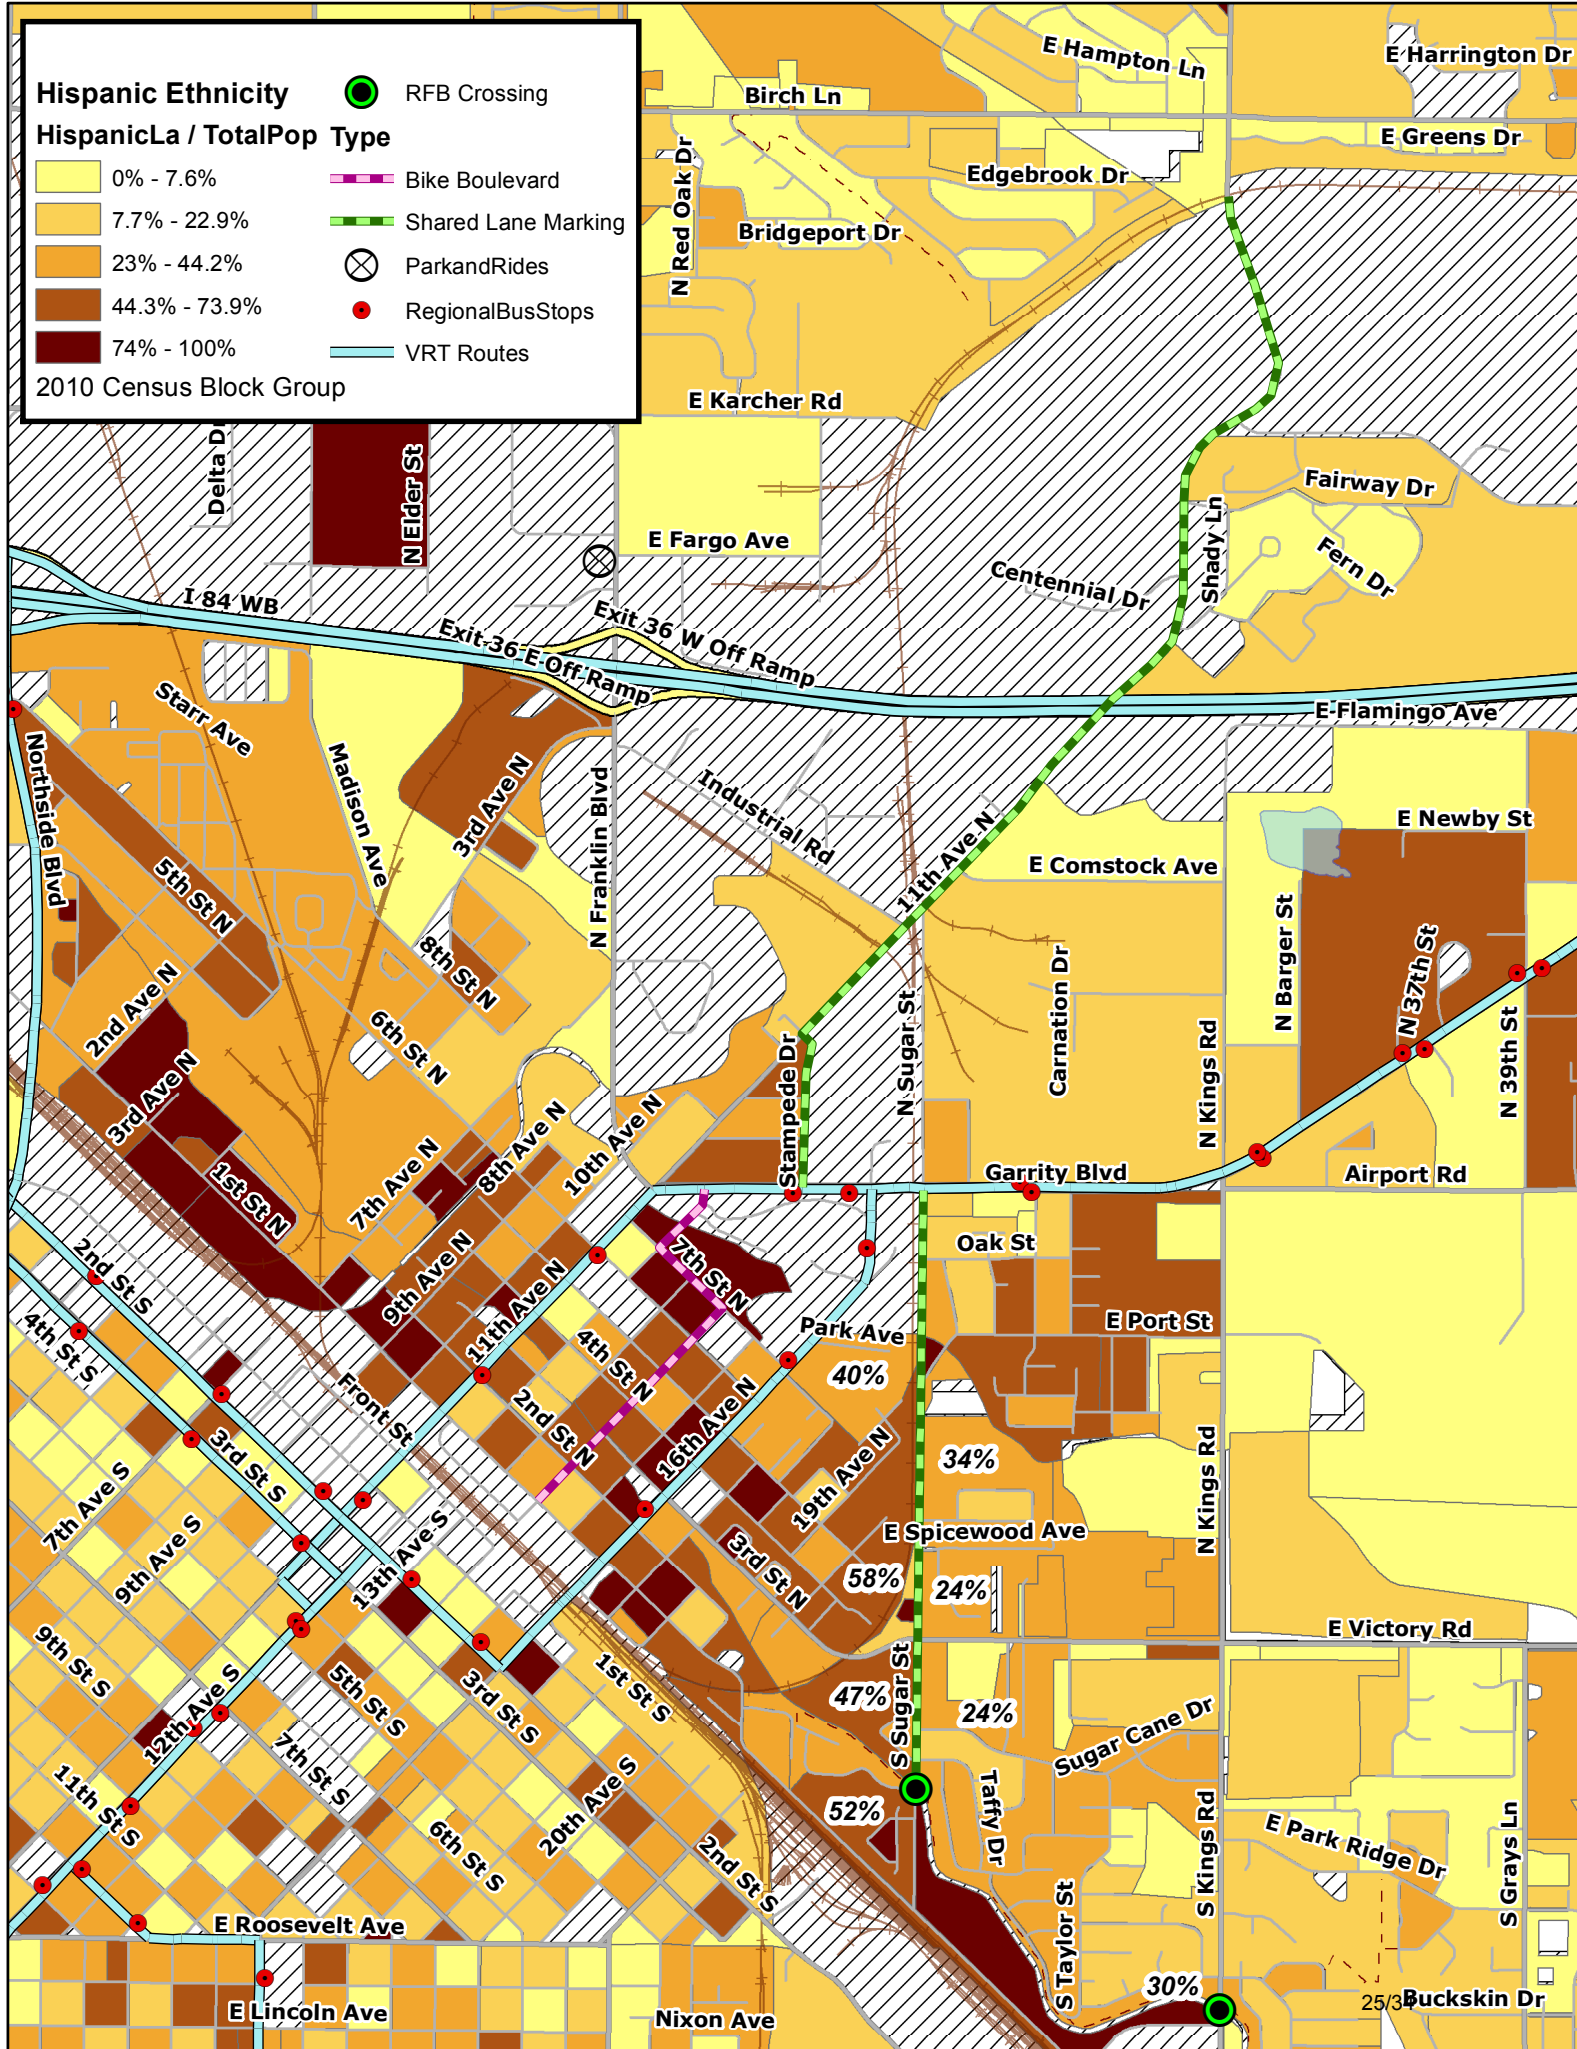 Hispanic Ethnicity
HispanicLa / TotalPop
0% - 7.6%
7.7% - 22.9%
23% - 44.2%
44.3% - 73.9%
74% - 100%
2010 Census Block Group
RFB Crossing
Type
Bike Boulevard
Shared Lane Marking
ParkandRides
RegionalBusStops
VRT Routes
E Hampton Ln
E Harrington Dr
Birch Ln
E Greens Dr
N Red Oak Dr
Edgebrook Dr
Bridgeport Dr
E Karcher Rd
Delta Dr
N Elder St
Fairway Dr
E Fargo Ave
Shady Ln
Fern Dr
Centennial Dr
I 84 WB
Exit 36 W Off Ramp
Exit 36 E Off Ramp
E Flamingo Ave
Starr Ave
Northside Blvd
Madison Ave
3rd Ave N
N Franklin Blvd
Industrial Rd
11th Ave N
E Newby St
E Comstock Ave
5th St N
8th St N
N Barger St
N 37th St
2nd Ave N
6th St N
Carnation Dr
N Sugar St
N Kings Rd
N 39th St
3rd Ave N
Stampede Dr
8th Ave N
10th Ave N
7th Ave N
1st St N
Garrity Blvd
Airport Rd
2nd St S
9th Ave N
7th St N
Oak St
11th Ave N
4th St S
4th St N
Park Ave
E Port St
40%
Front St
2nd St N
16th Ave N
19th Ave N
34%
N Kings Rd
3rd St S
7th Ave S
9th Ave S
13th Ave S
E Spicewood Ave
3rd St N
58%
24%
E Victory Rd
9th St S
12th Ave S
5th St S
3rd St S
1st St S
47%
S Sugar St
24%
Sugar Cane Dr
7th St S
11th St S
6th St S
20th Ave S
2nd St S
52%
Taffy Dr
S Kings Rd
E Park Ridge Dr
S Grays Ln
E Roosevelt Ave
S Taylor St
30%
E Lincoln Ave
Nixon Ave
25/34
Buckskin Dr